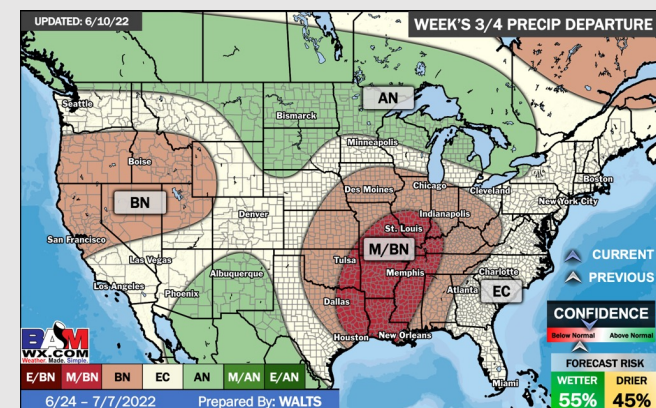 UPDATED: 6/10/22
WEEK'S 3/4 PRECIP DEPARTURE
Seattle
AN
Bismarck
Minneapolis
Boise
Boston
Des Moines
Chicago
Cleveland
New York City
BN
Denver
Indianapolis
St. Louis
San Francisco
M/BN
CURRENT
Las Vegas
Tulsa
Memphis
Charlotte
PREVIOUS
Albuquerque
Los Angeles
Phoenix
Atlanta
EC
Dallas
CONFIDENCE
Below Normal
Above Normal
Houston
New Orleans
BAM
WX.COM
Weather. Made. Simple.
FORECAST RISK
E/BN M/BN BN EC AN M/AN E/AN
Miami
WETTER
DRIER
55%
45%
6/24 – 7/7/2022
Prepared By: WALTS